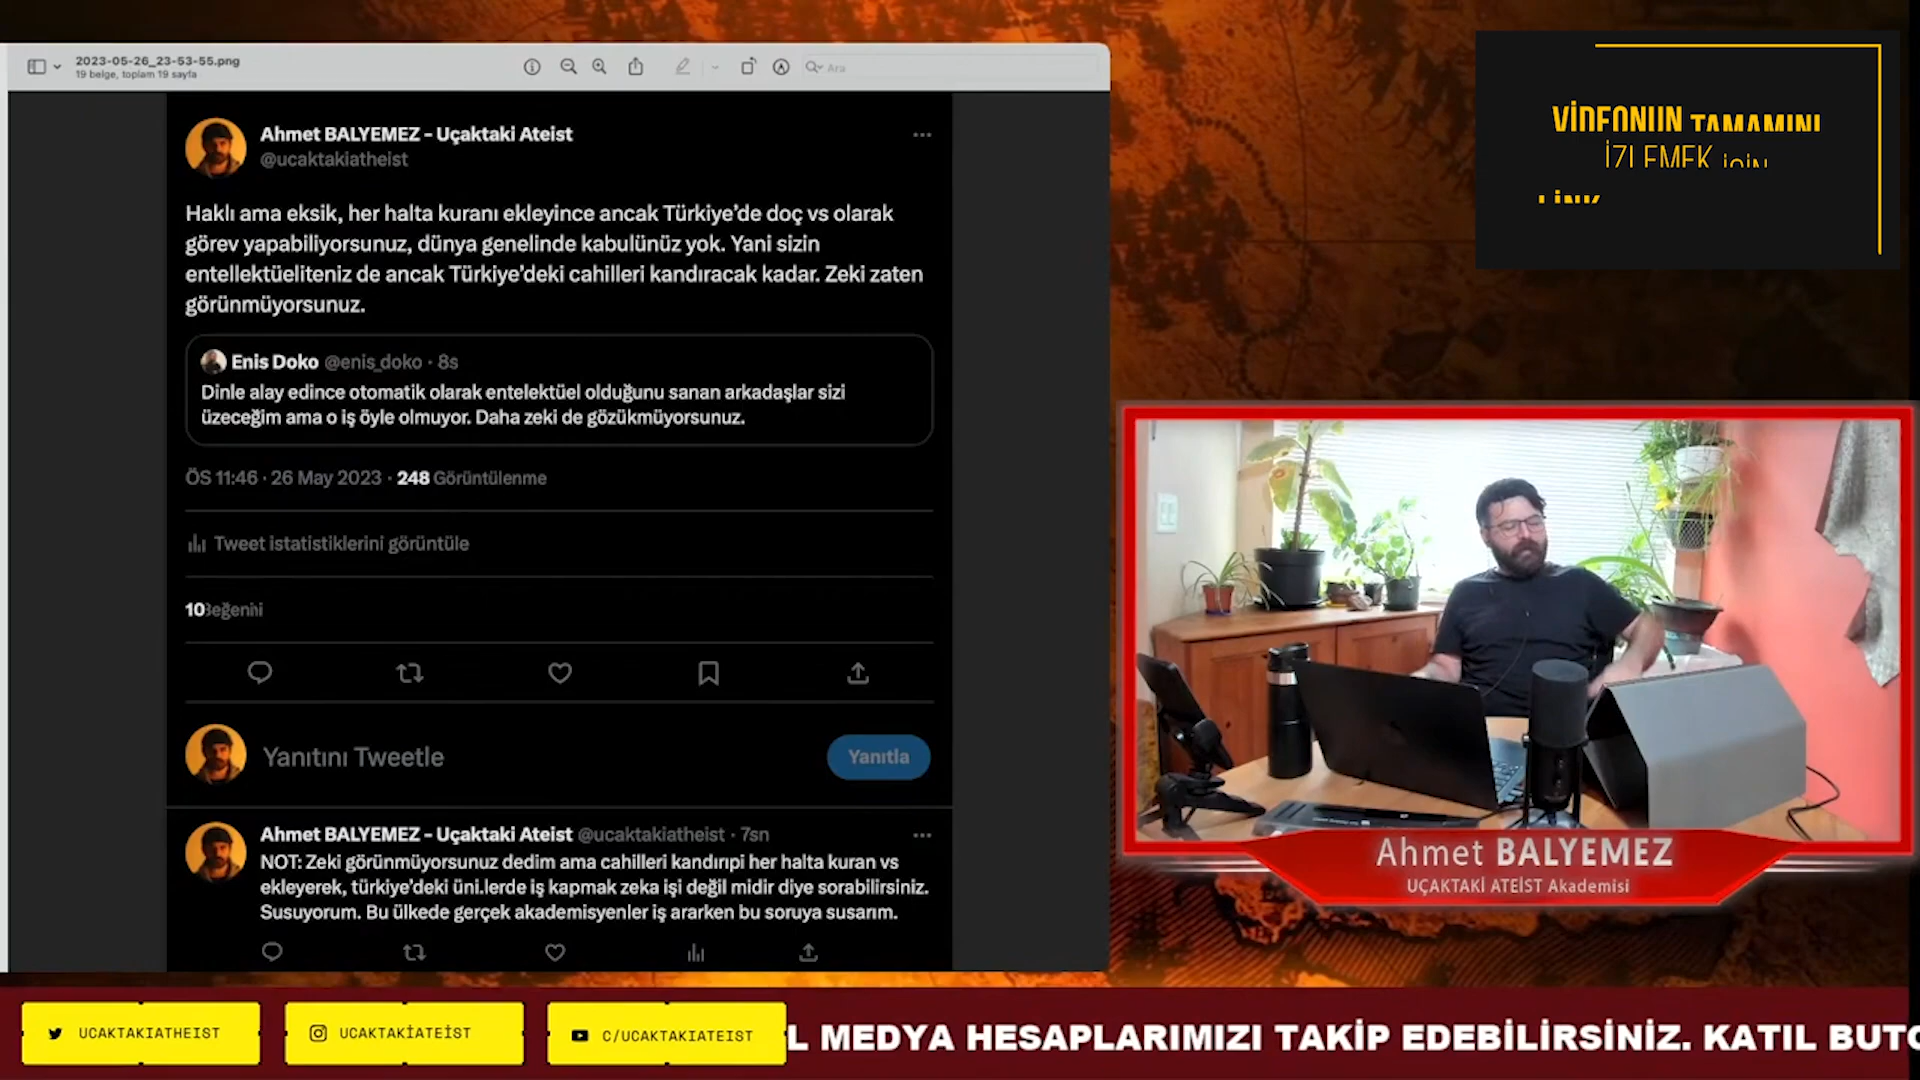 2023-05-26_23-53-55.png
19 belge, toplam 19 sayfa
Ara
Ahmet BALYEMEZ - Uçaktaki Ateist
@ucaktakiatheist
Haklı ama eksik, her halta kuranı ekleyince ancak Türkiye'de doç vs olarak
görev yapabiliyorsunuz, dünya genelinde kabulünüz yok. Yani sizin
entellektüeliteniz de ancak Türkiye'deki cahilleri kandıracak kadar. Zeki zaten
görünmüyorsunuz.
Enis Doko @enis_doko · 8s
Dinle alay edince otomatik olarak entelektüel olduğunu sanan arkadaşlar sizi
üzeceğim ama o iş öyle olmuyor. Daha zeki de gözükmüyorsunuz.
ÖS 11:46 · 26 May 2023 · 248 Görüntülenme
Tweet istatistiklerini görüntüle
10 Beğeni
Yanıtını Tweetle
Yanıtla
Ahmet BALYEMEZ - Uçaktaki Ateist @ucaktakiatheist · 7sn
NOT: Zeki görünmüyorsunuz dedim ama cahilleri kandırıpi her halta kuran vs
ekleyerek, türkiye'deki üni.lerde iş kapmak zeka işi değil midir diye sorabilirsiniz.
Susuyorum. Bu ülkede gerçek akademisyenler iş ararken bu soruya susarım.
VİDEONUN TAMAMINI
İZLEMEK İÇİN
LİNK
Ahmet BALYEMEZ
UÇAKTAKİ ATEİST Akademisi
UCAKTAKIATHEIST
UCAKTAKİATEİST
C/UCAKTAKIATEIST
L MEDYA HESAPLARIMIZI TAKİP EDEBİLİRSİNİZ. KATIL BUTO